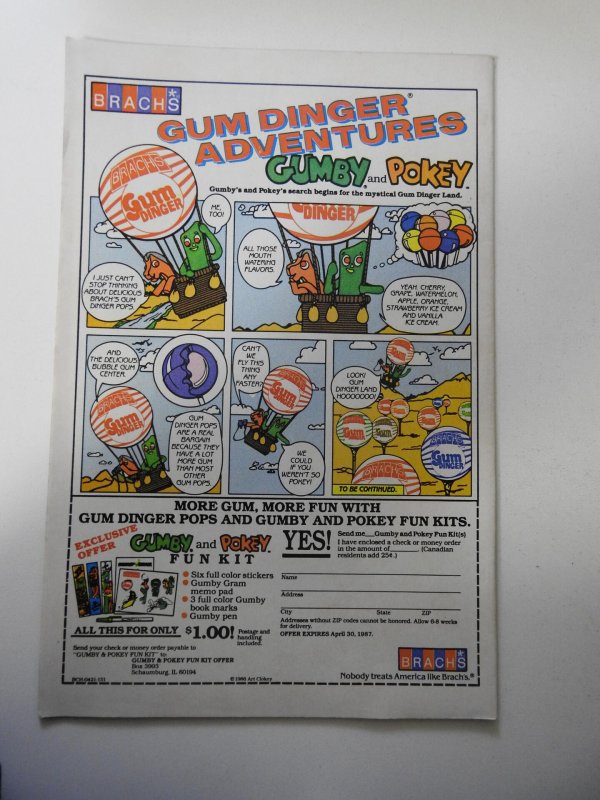 BRACH'S
GUM DINGER®
ADVENTURES
GUMBY® and POKEY™
Gumby's and Pokey's search begins for the mystical Gum Dinger Land.
BRACH'S
Gum
DINGER
ME,
TOO!
I JUST CAN'T
STOP THINKING
ABOUT DELICIOUS
BRACH'S GUM
DINGER POPS.
DINGER
ALL THOSE
MOUTH
WATERING
FLAVORS.
YEAH. CHERRY,
GRAPE, WATERMELON,
APPLE, ORANGE,
STRAWBERRY ICE CREAM
AND VANILLA
ICE CREAM.
AND
THE DELICIOUS
BUBBLE GUM
CENTER.
BRACH'S
Gum
DINGER
GUM
DINGER POPS
ARE A REAL
BARGAIN
BECAUSE THEY
HAVE A LOT
MORE GUM
THAN MOST
OTHER
GUM POPS.
CAN'T
WE
FLY THIS
THING
ANY
FASTER?
WE
COULD
IF YOU
WEREN'T SO
POKEY!
LOOK!
GUM
DINGER LAND
HOOOOOOO!
BRACH'S
BRACH'S
Gum
DINGER
TO BE CONTINUED.
MORE GUM, MORE FUN WITH
GUM DINGER POPS AND GUMBY AND POKEY FUN KITS.
EXCLUSIVE
OFFER
GUMBY® and POKEY™
FUN KIT
• Six full color stickers
• Gumby Gram
memo pad
• 3 full color Gumby
book marks
• Gumby pen
ALL THIS FOR ONLY $1.00! Postage and
handling
included.
Send your check or money order payable to
"GUMBY & POKEY FUN KIT" to:
GUMBY & POKEY FUN KIT OFFER
Box 3905
Schaumburg, IL 60194
© 1986 Art Clokey
YES! Send me___Gumby and Pokey Fun Kit(s)
I have enclosed a check or money order
in the amount of______(Canadian
residents add 25¢.)
Name
Address
City State ZIP
Addresses without ZIP codes cannot be honored. Allow 6-8 weeks
for delivery.
OFFER EXPIRES April 30, 1987.
BRACH'S
Nobody treats America like Brach's.®